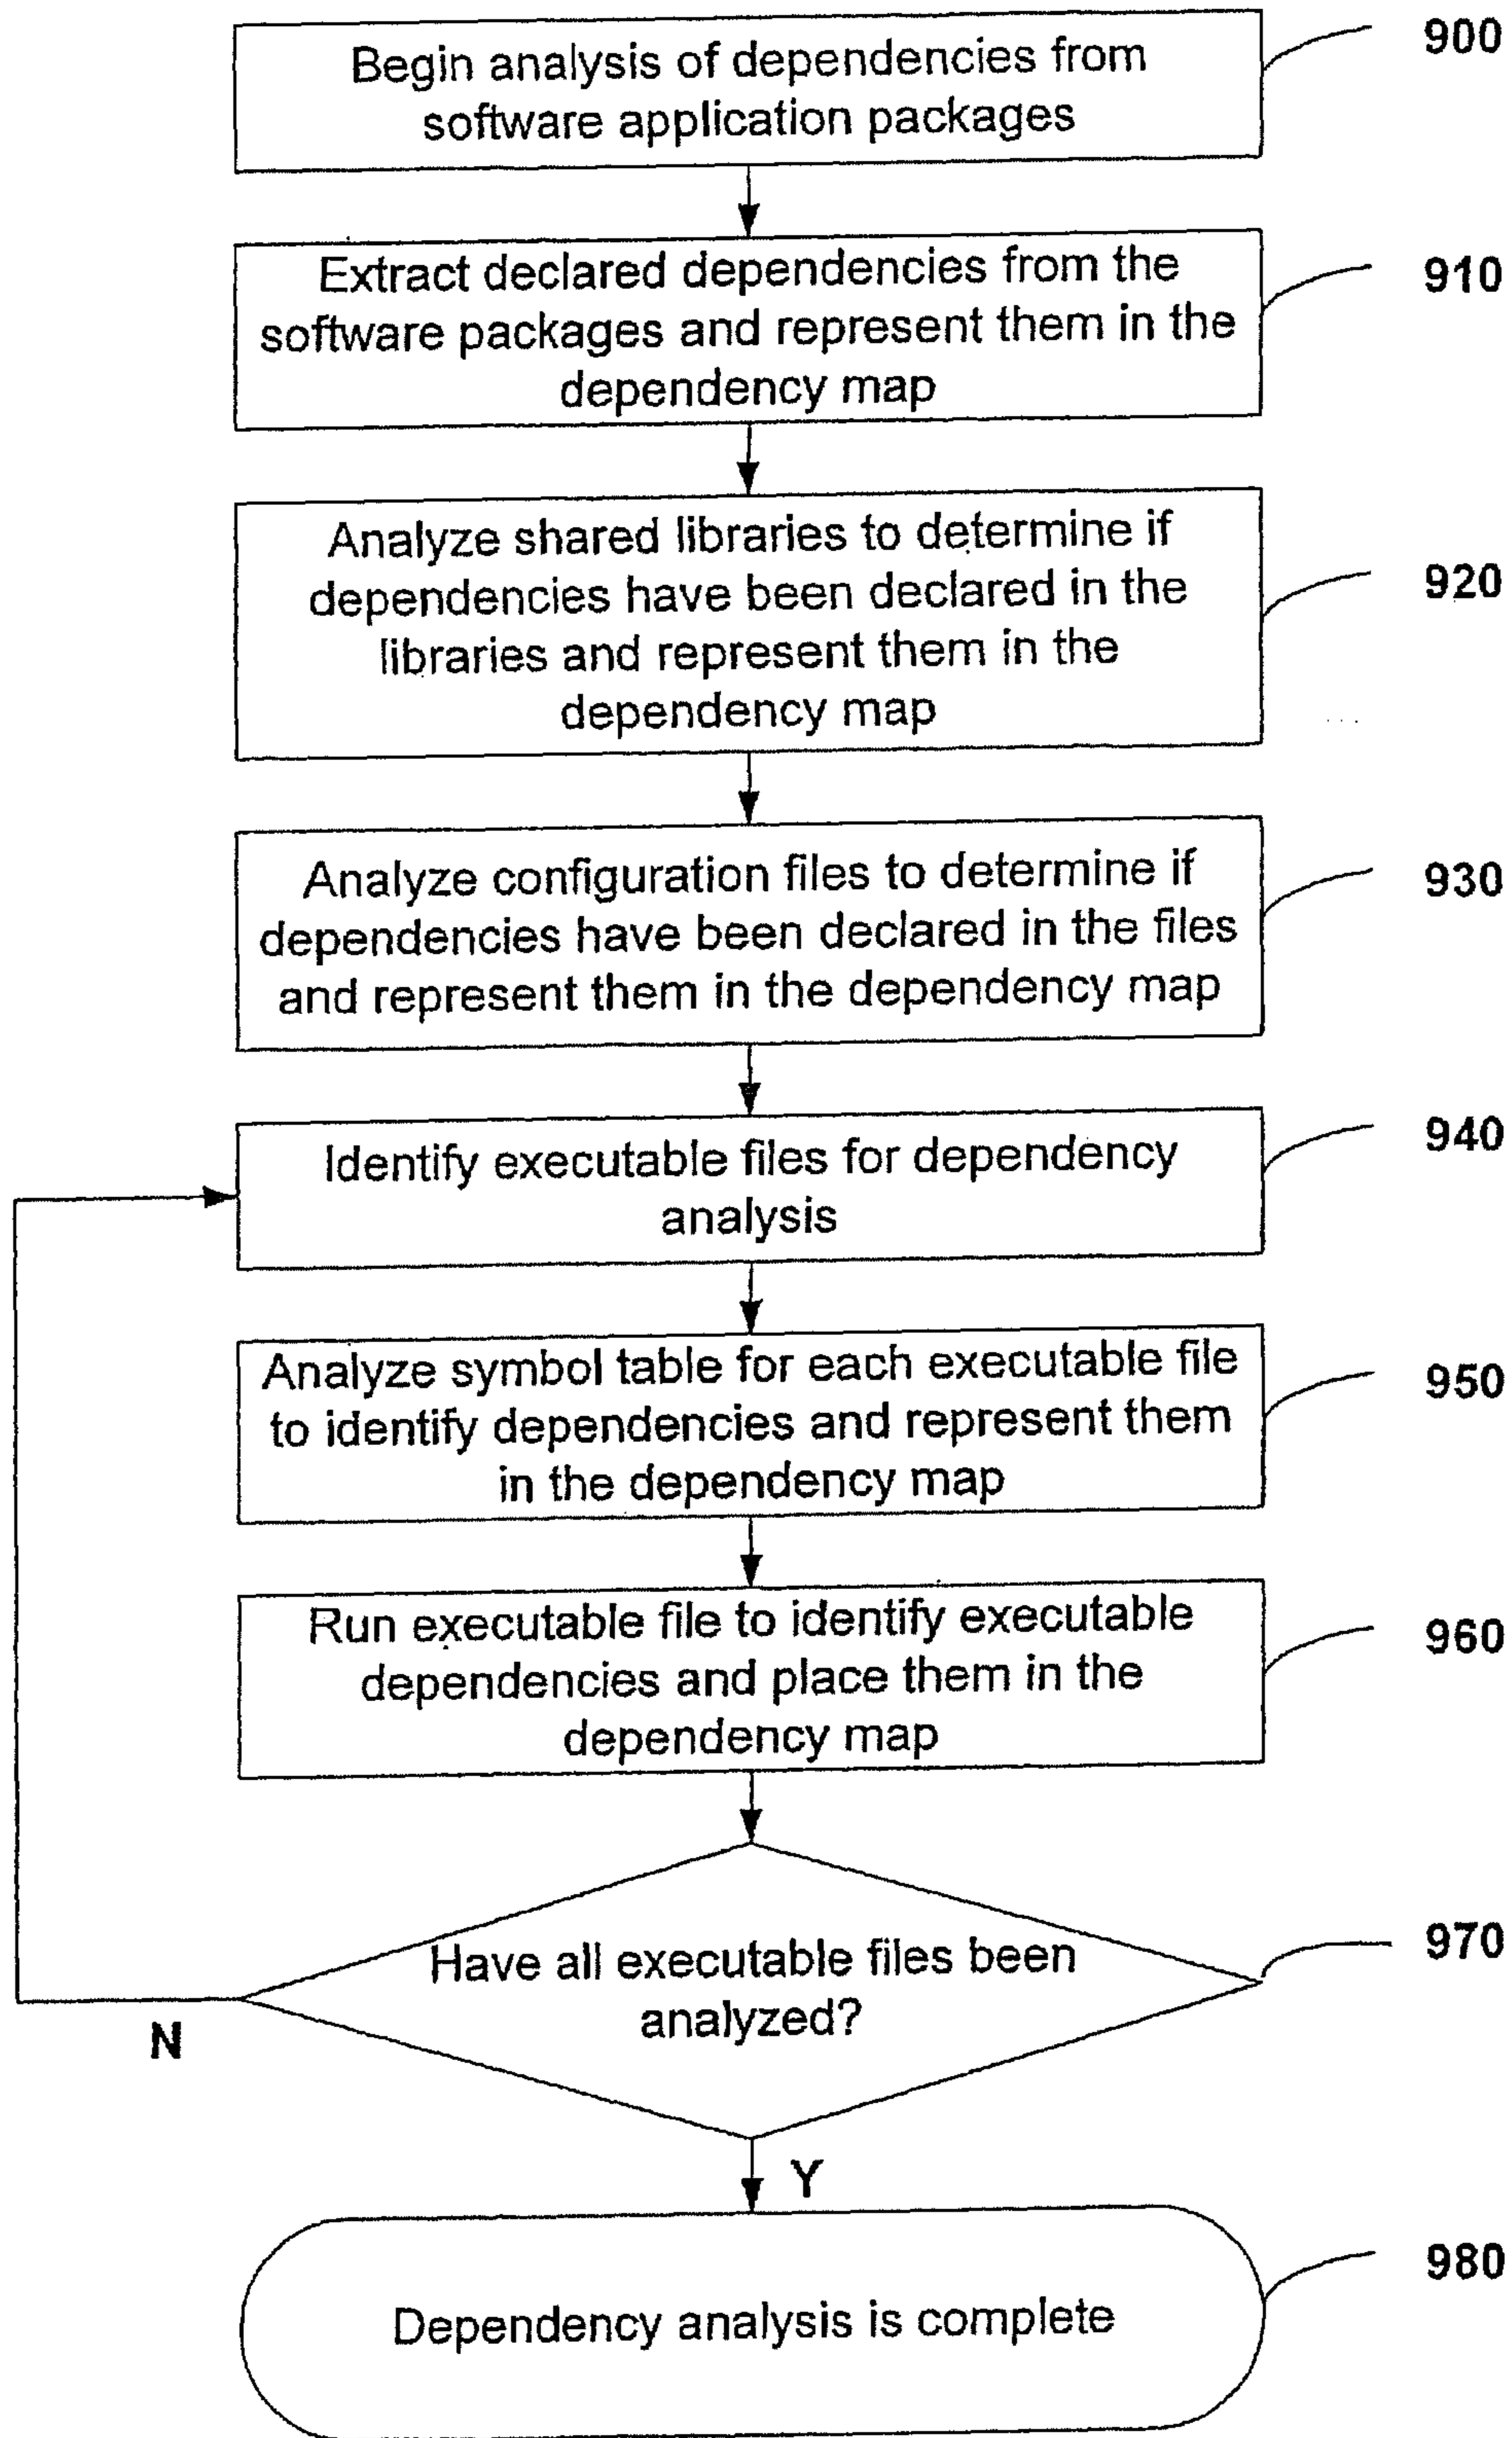 Begin analysis of dependencies from
software application packages
900
Extract declared dependencies from the
software packages and represent them in the
dependency map
910
Analyze shared libraries to determine if
dependencies have been declared in the
libraries and represent them in the
dependency map
920
Analyze configuration files to determine if
dependencies have been declared in the files
and represent them in the dependency map
930
Identify executable files for dependency
analysis
940
Analyze symbol table for each executable file
to identify dependencies and represent them
in the dependency map
950
Run executable file to identify executable
dependencies and place them in the
dependency map
960
Have all executable files been
analyzed?
970
N
Y
Dependency analysis is complete
980